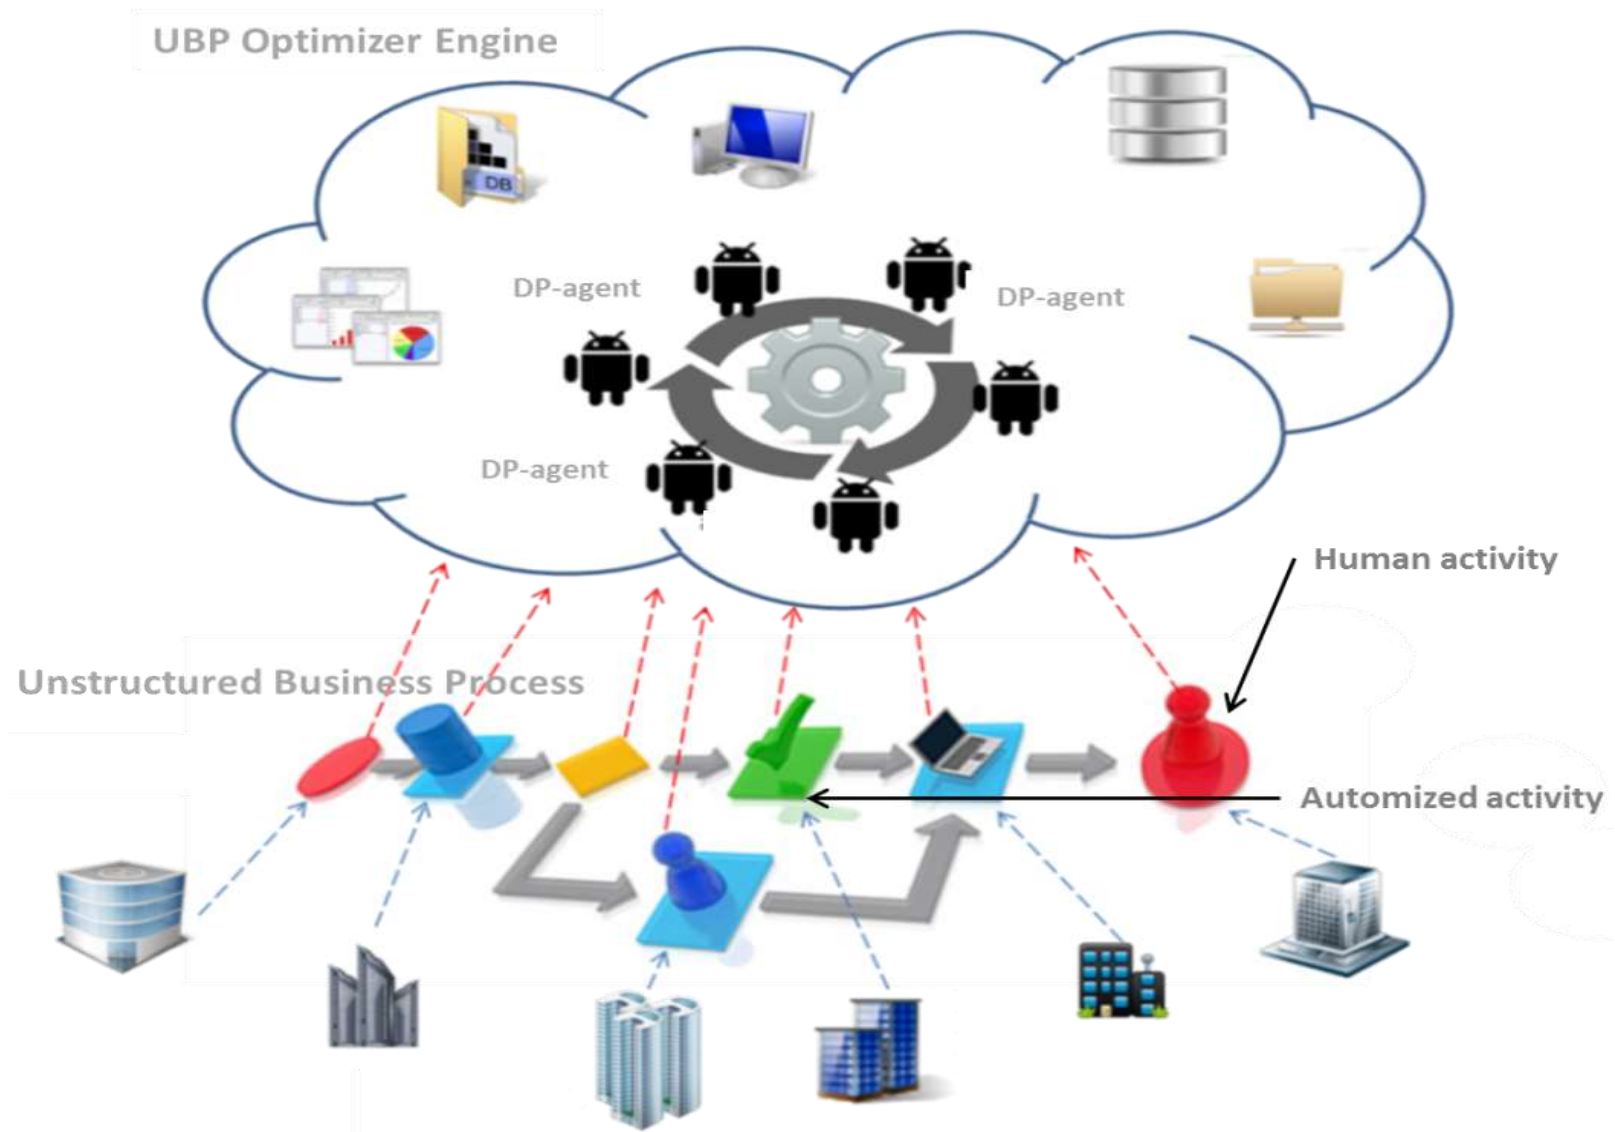 UBP Optimizer Engine
DB
DP-agent
DP-agent
DP-agent
Human activity
Unstructured Business Process
Automized activity